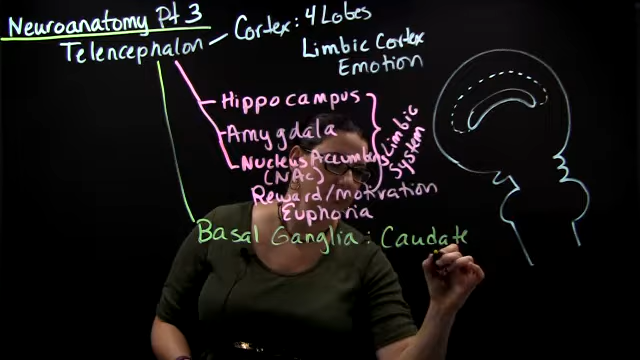 Neuroanatomy Pt 3
Telencephalon – Cortex: 4 Lobes
Limbic Cortex
Emotion
Hippocampus
Amygdala
Nucleus Accumbens
(NAc)
Limbic
System
Reward/motivation
Euphoria
Basal Ganglia: Caudate